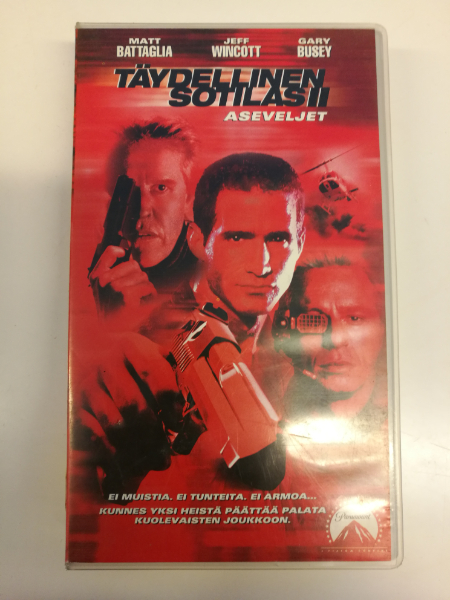 MATT BATTAGLIA
JEFF WINCOTT
GARY BUSEY
TÄYDELLINEN
SOTILAS II
ASEVELJET
EI MUISTIA. EI TUNTEITA. EI ARMOA...
KUNNES YKSI HEISTÄ PÄÄTTÄÄ PALATA
KUOLEVAISTEN JOUKKOON.
Paramount